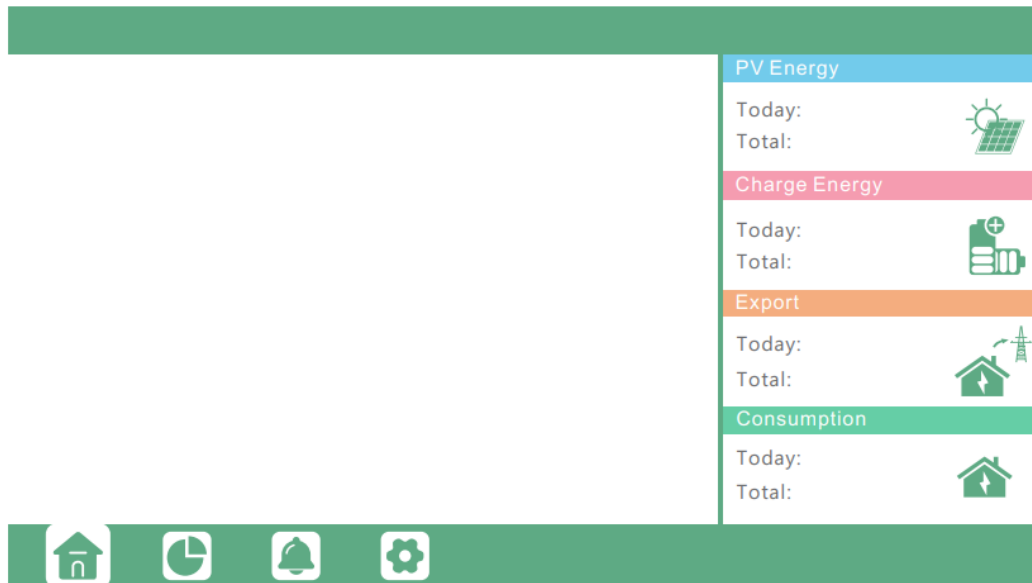 PV Energy
Today:
Total:
Charge Energy
Today:
Total:
Export
Today:
Total:
Consumption
Today:
Total: